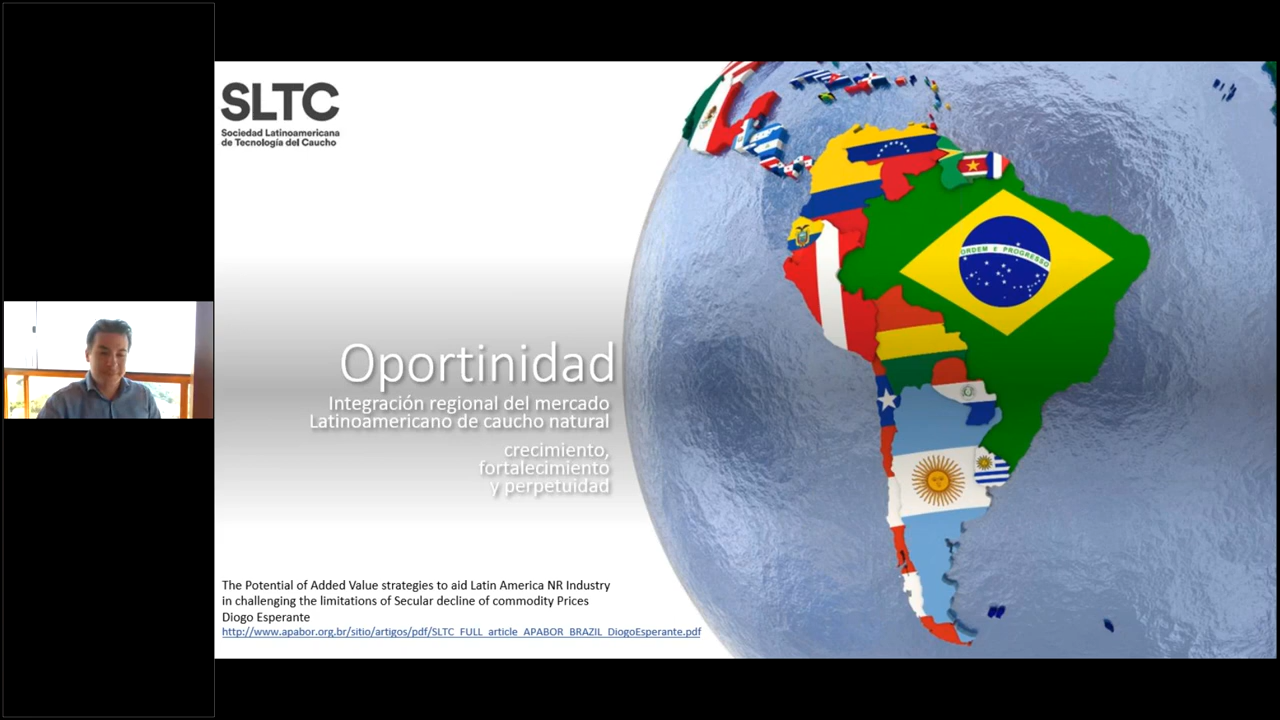 SLTC
Sociedad Latinoamericana
de Tecnología del Caucho
Oportinidad
Integración regional del mercado
Latinoamericano de caucho natural
crecimiento,
fortalecimiento
y perpetuidad
ORDEM E PROGRESSO
The Potential of Added Value strategies to aid Latin America NR Industry
in challenging the limitations of Secular decline of commodity Prices
Diogo Esperante
http://www.apabor.org.br/sitio/artigos/pdf/SLTC_FULL_article_APABOR_BRAZIL_DiogoEsperante.pdf